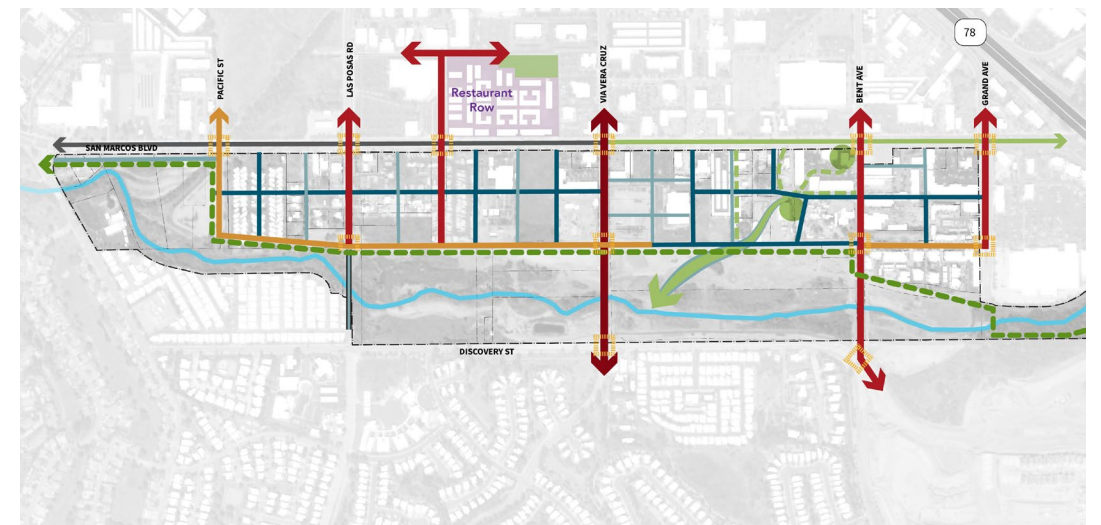 78
PACIFIC ST
LAS POSAS RD
VIA VERA CRUZ
BENT AVE
GRAND AVE
Restaurant
Row
SAN MARCOS BLVD
DISCOVERY ST